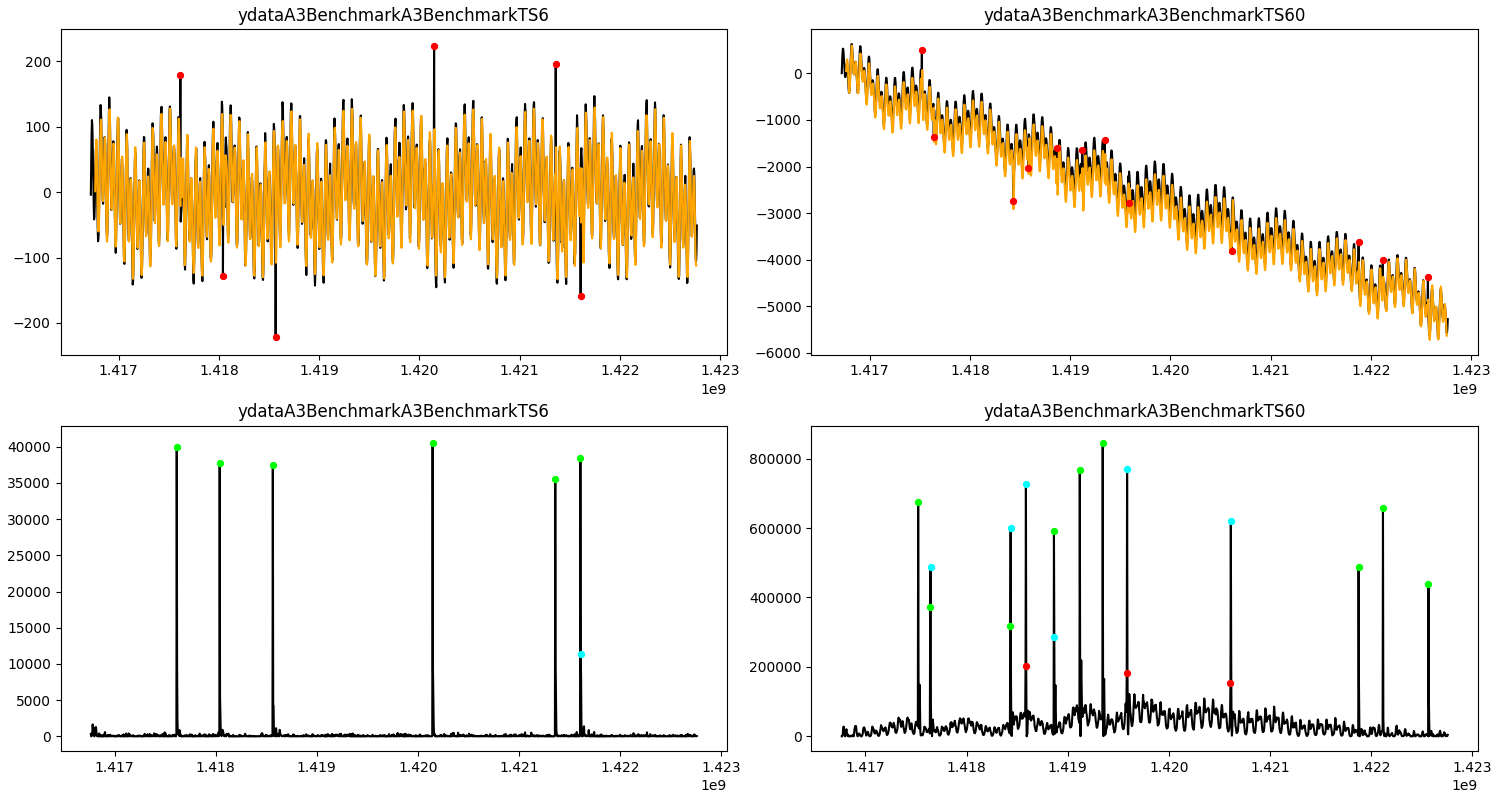 ydataA3BenchmarkA3BenchmarkTS6
200
100
0
−100
−200
1.417 1.418 1.419 1.420 1.421 1.422 1.423
1e9
ydataA3BenchmarkA3BenchmarkTS60
0
−1000
−2000
−3000
−4000
−5000
−6000
1.417 1.418 1.419 1.420 1.421 1.422 1.423
1e9
ydataA3BenchmarkA3BenchmarkTS6
40000
35000
30000
25000
20000
15000
10000
5000
0
1.417 1.418 1.419 1.420 1.421 1.422 1.423
1e9
ydataA3BenchmarkA3BenchmarkTS60
800000
600000
400000
200000
0
1.417 1.418 1.419 1.420 1.421 1.422 1.423
1e9